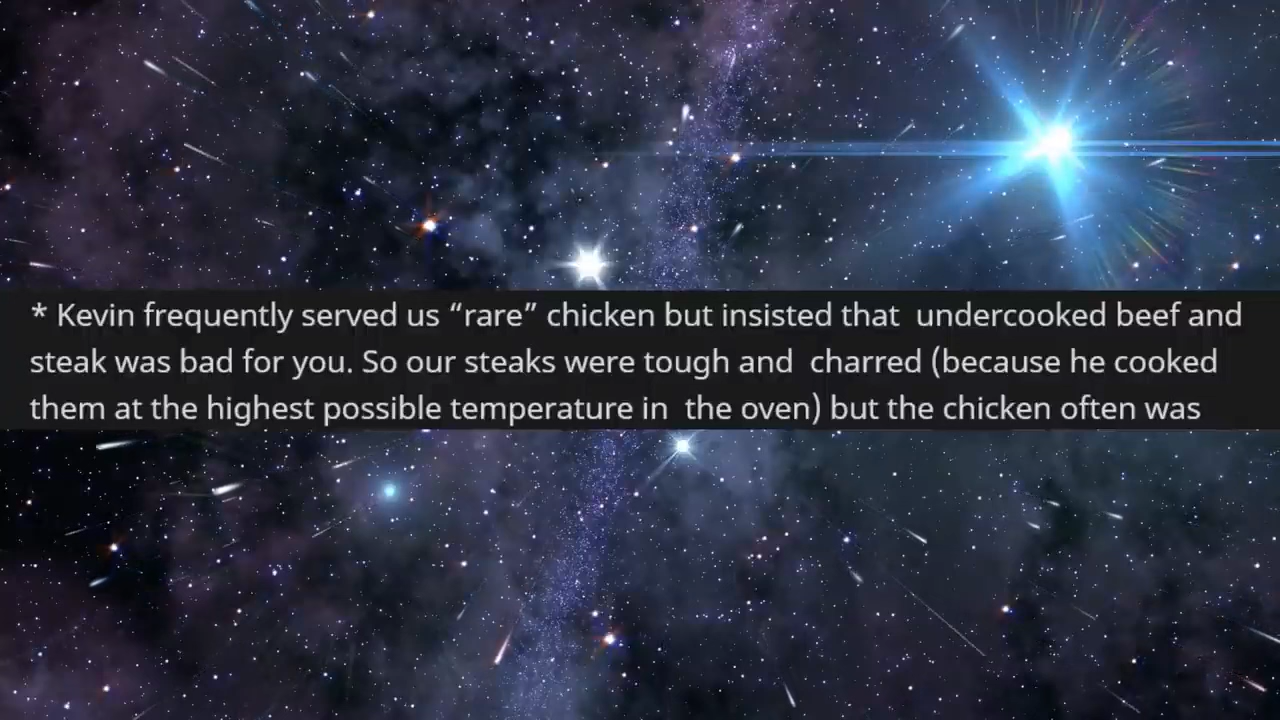 * Kevin frequently served us “rare” chicken but insisted that  undercooked beef and
steak was bad for you. So our steaks were tough and  charred (because he cooked
them at the highest possible temperature in  the oven) but the chicken often was